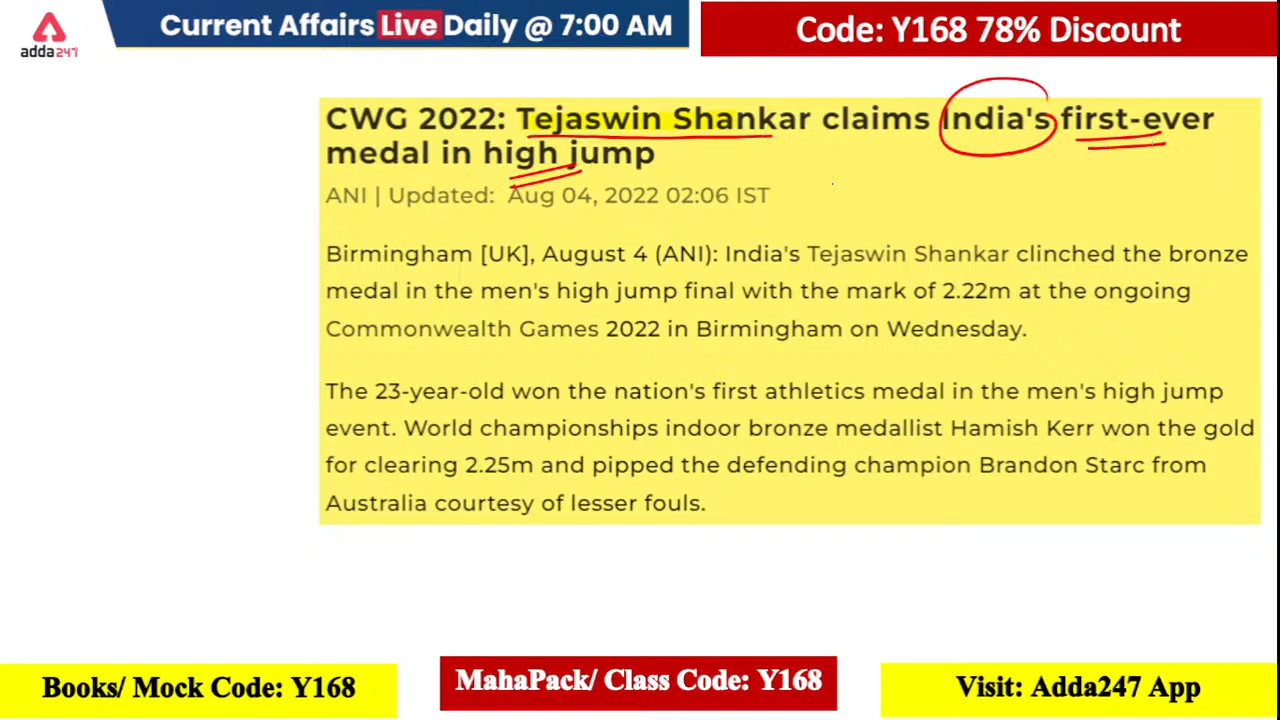 adda247
Current Affairs Live Daily @ 7:00 AM
Code: Y168 78% Discount
CWG 2022: Tejaswin Shankar claims India's first-ever
medal in high jump
ANI | Updated: Aug 04, 2022 02:06 IST
Birmingham [UK], August 4 (ANI): India's Tejaswin Shankar clinched the bronze
medal in the men's high jump final with the mark of 2.22m at the ongoing
Commonwealth Games 2022 in Birmingham on Wednesday.
The 23-year-old won the nation's first athletics medal in the men's high jump
event. World championships indoor bronze medallist Hamish Kerr won the gold
for clearing 2.25m and pipped the defending champion Brandon Starc from
Australia courtesy of lesser fouls.
Books/ Mock Code: Y168
MahaPack/ Class Code: Y168
Visit: Adda247 App